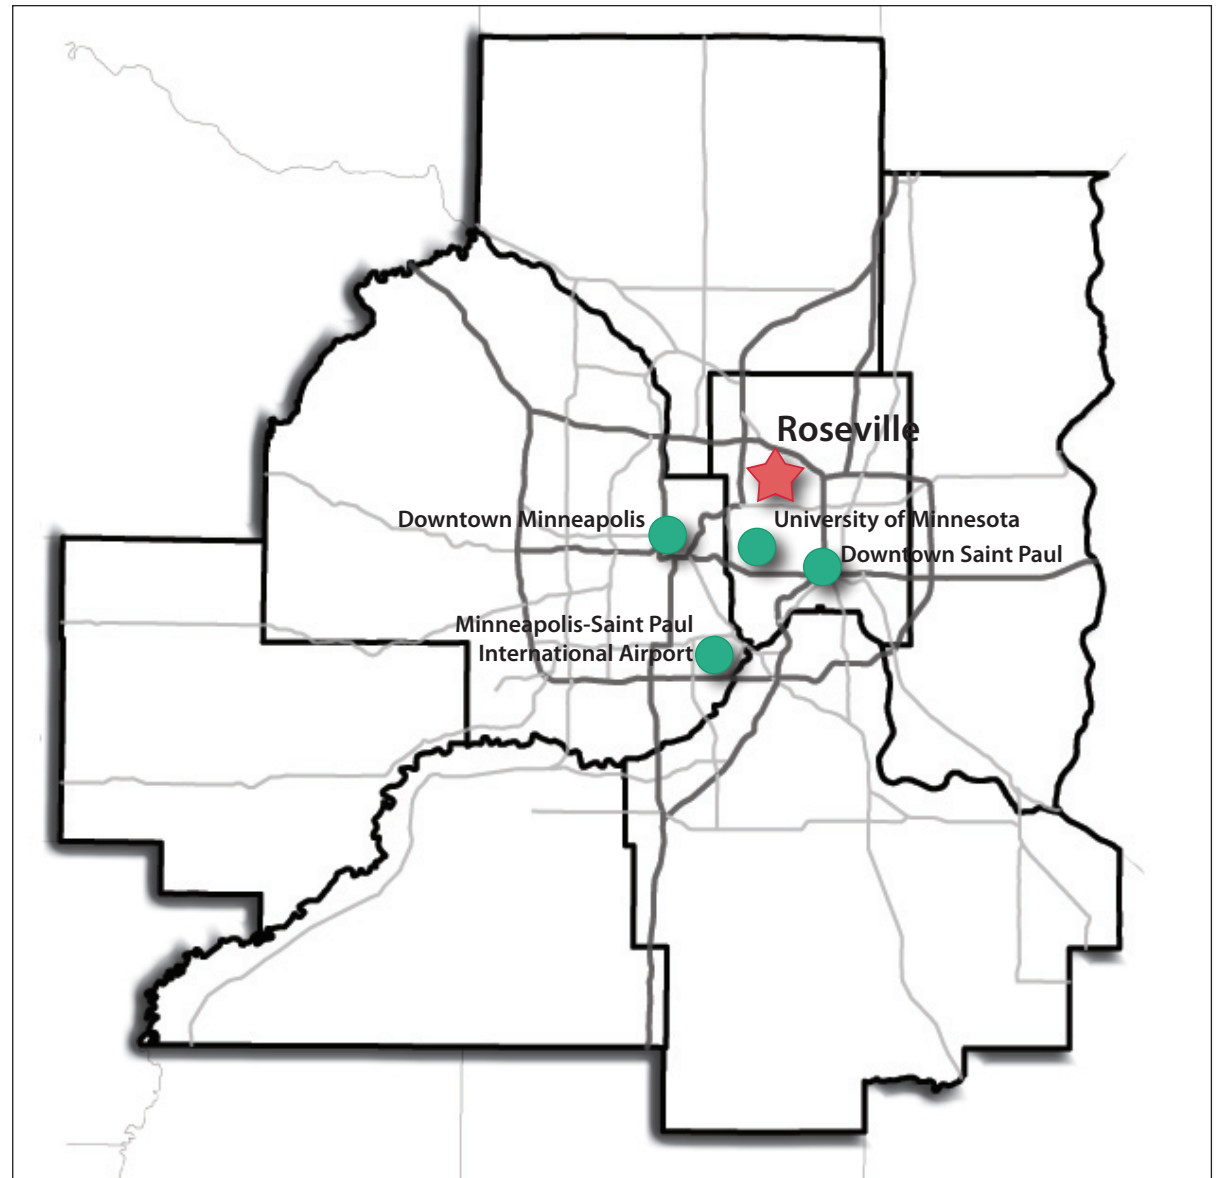 Roseville
Downtown Minneapolis
University of Minnesota
Downtown Saint Paul
Minneapolis-Saint Paul
International Airport